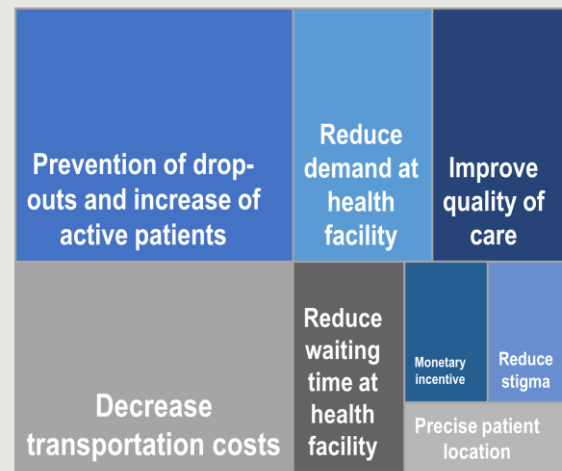 Prevention of drop-
outs and increase of
active patients
Reduce
demand at
health
facility
Improve
quality of
care
Decrease
transportation costs
Reduce
waiting
time at
health
facility
Monetary
incentive
Reduce
stigma
Precise patient
location